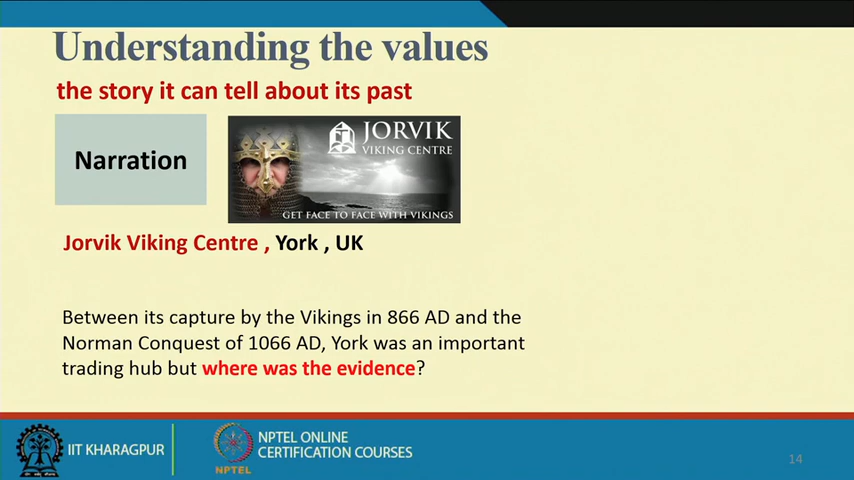 Understanding the values
the story it can tell about its past
Narration
JORVIK
VIKING CENTRE
GET FACE TO FACE WITH VIKINGS
Jorvik Viking Centre , York , UK
Between its capture by the Vikings in 866 AD and the
Norman Conquest of 1066 AD, York was an important
trading hub but where was the evidence?
IIT KHARAGPUR
NPTEL
NPTEL ONLINE
CERTIFICATION COURSES
14